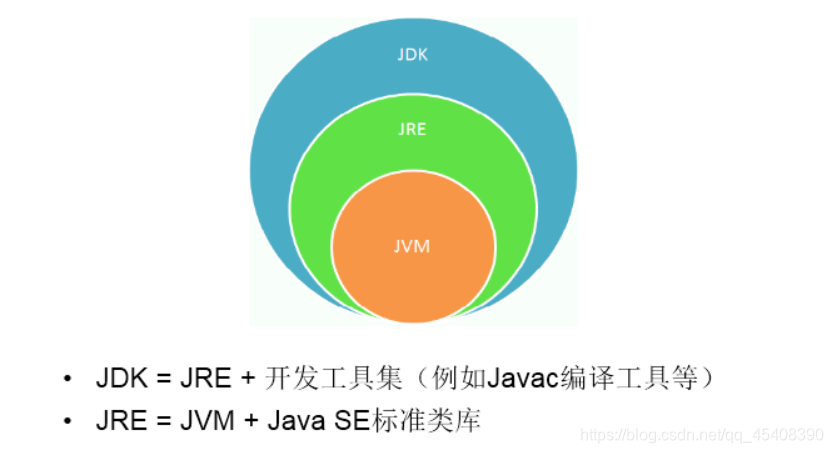 JDK
JRE
JVM
• JDK = JRE + 开发工具集（例如Javac编译工具等）
• JRE = JVM + Java SE标准类库
https://blog.csdn.net/qq_45408390